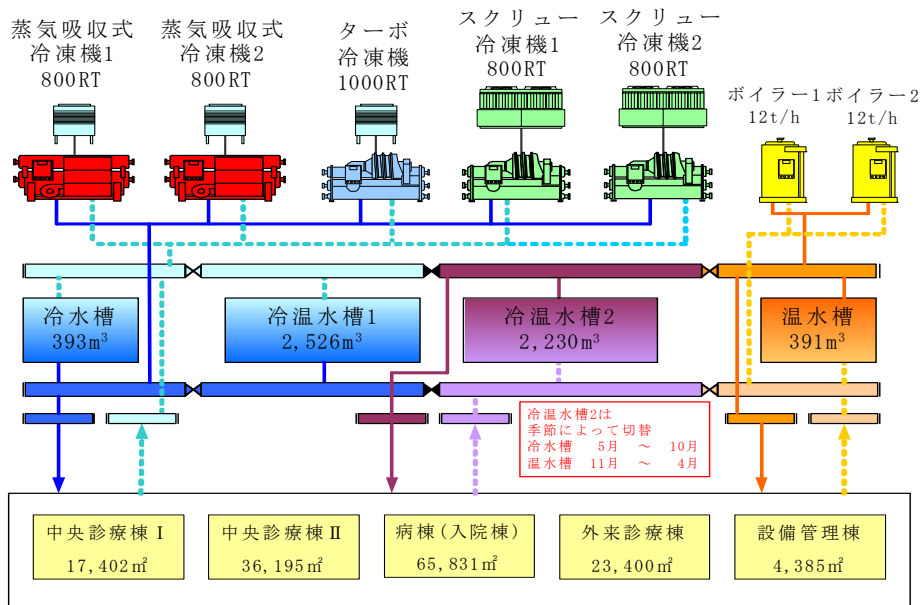 蒸気吸収式
冷凍機1
800RT
蒸気吸収式
冷凍機2
800RT
ターボ
冷凍機
1000RT
スクリュー
冷凍機1
800RT
スクリュー
冷凍機2
800RT
ボイラー1
12t/h
ボイラー2
12t/h
冷水槽
393m³
冷温水槽1
2,526m³
冷温水槽2
2,230m³
温水槽
391m³
冷温水槽2は
季節によって切替
冷水槽 5月 ～ 10月
温水槽 11月 ～ 4月
中央診療棟Ⅰ
17,402㎡
中央診療棟Ⅱ
36,195㎡
病棟(入院棟)
65,831㎡
外来診療棟
23,400㎡
設備管理棟
4,385㎡